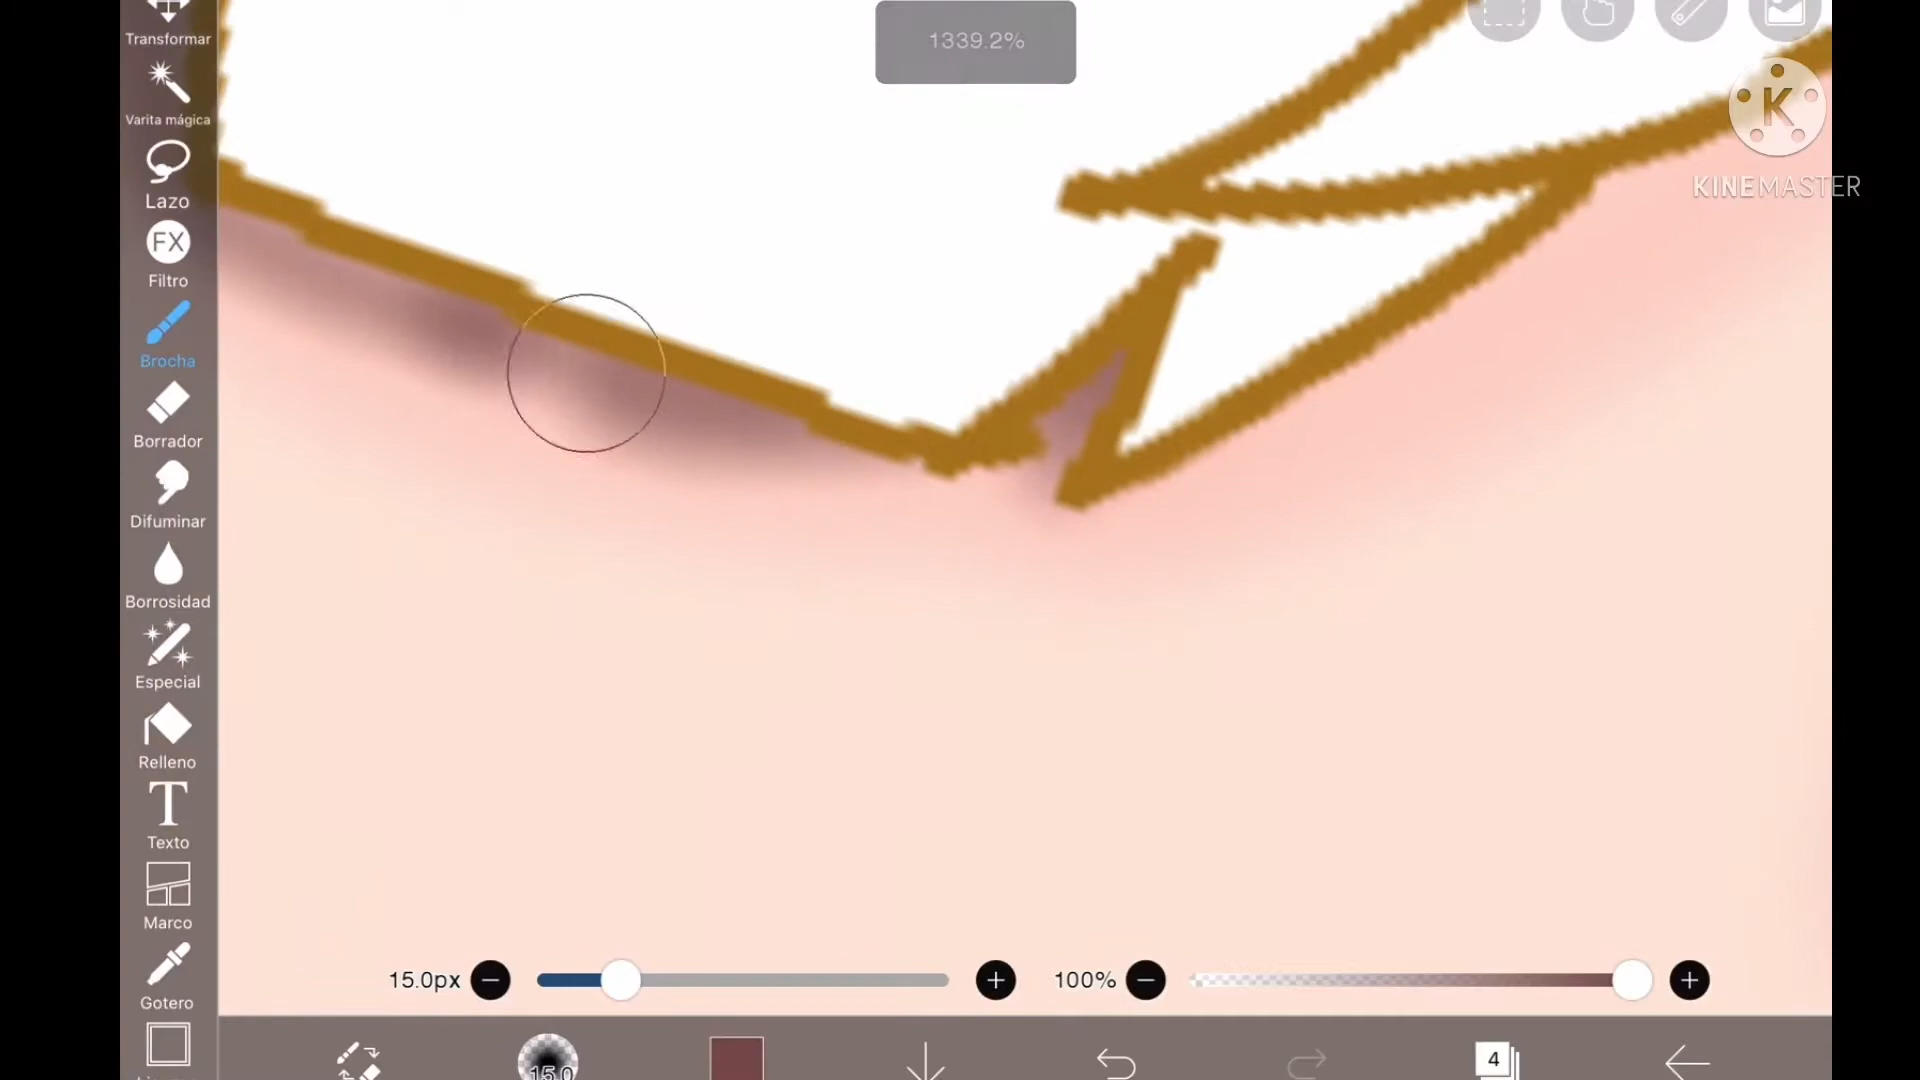 1339.2%
Transformar
Varita mágica
K
KINEMASTER
Lazo
FX
Filtro
Brocha
Borrador
Difuminar
Borrosidad
Especial
Relleno
T
Texto
Marco
Gotero
15.0px
100%
15.0
4